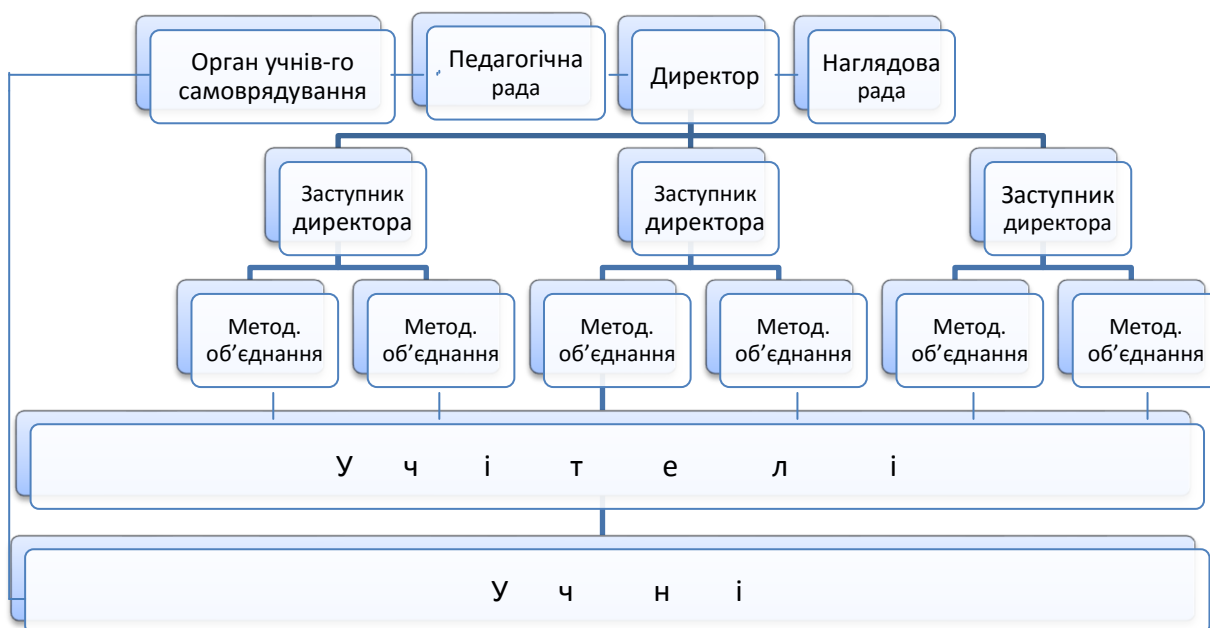 Орган учнів-го
самоврядування
Педагогічна
рада
Директор
Наглядова
рада
Заступник
директора
Заступник
директора
Заступник
директора
Метод.
об’єднання
Метод.
об’єднання
Метод.
об’єднання
Метод.
об’єднання
Метод.
об’єднання
Метод.
об’єднання
У ч і т е л і
У ч н і